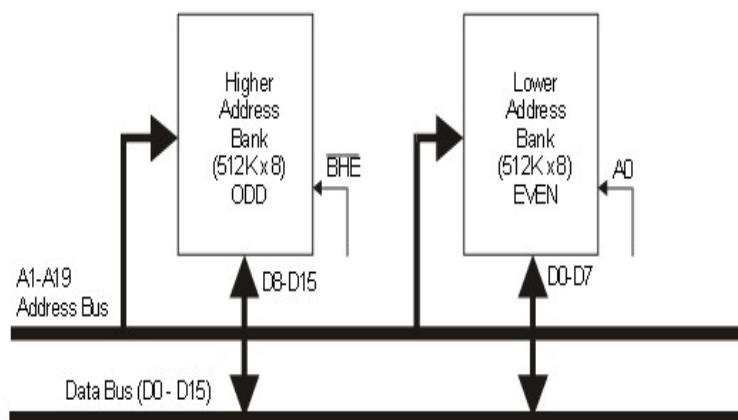 Higher
Address
Bank
(512K x 8)
ODD
BHE
Lower
Address
Bank
(512K x 8)
EVEN
A0
A1-A19
Address Bus
D8-D15
D0-D7
Data Bus (D0 - D15)